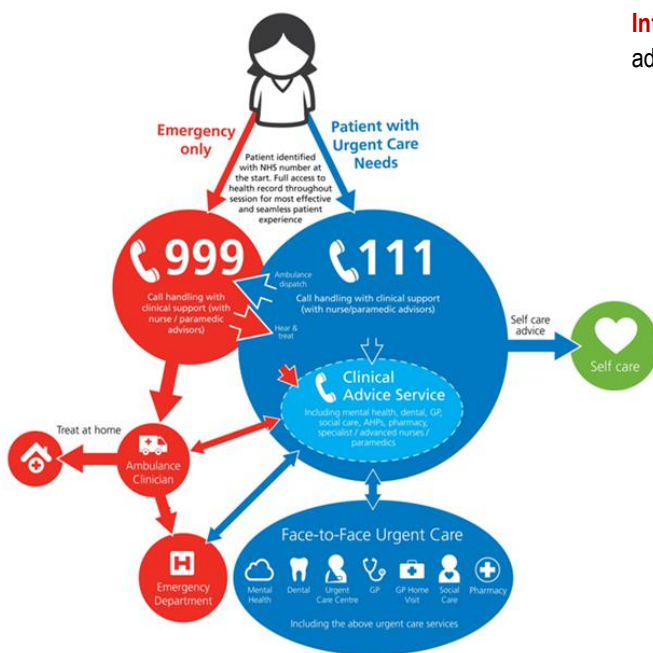 Int
ad
Emergency
only
Patient with
Urgent Care
Needs
Patient identified
with NHS number at
the start. Full access to
health record throughout
session for most effective
and seamless patient
experience
999
Call handling with
clinical support (with
nurse / paramedic
advisors)
Ambulance
dispatch
Hear &
treat
111
Call handling with clinical support
(with nurse/paramedic advisors)
Self care
advice
Self care
Clinical
Advice Service
Including mental health, dental, GP,
social care, AHPs, pharmacy,
specialist / advanced nurses /
paramedics
Treat at home
Ambulance
Clinician
Emergency
Department
H
Face-to-Face Urgent Care
Mental
Health
Dental
Urgent
Care Centre
GP
GP Home
Visit
Social
Care
Pharmacy
Including the above urgent care services